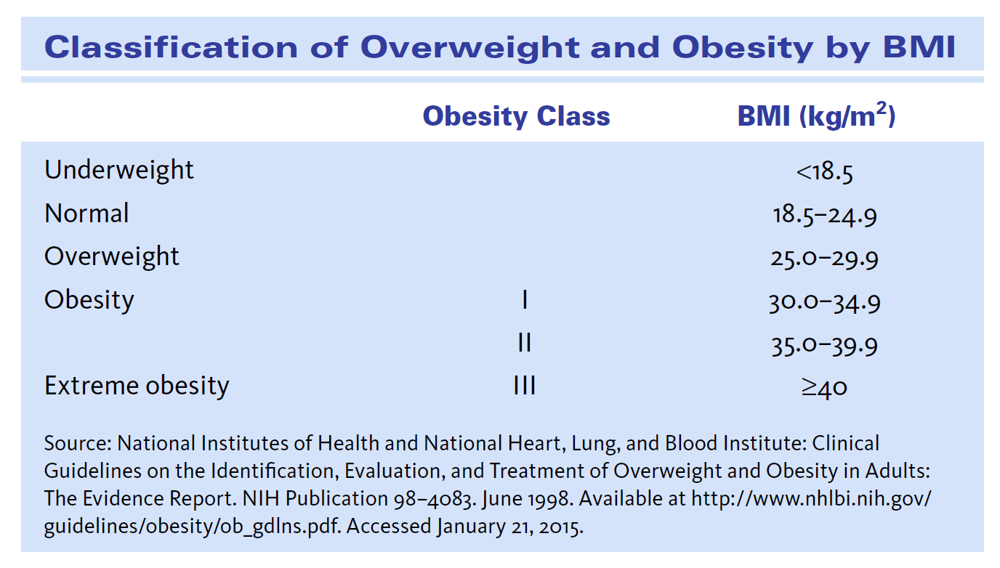 Classification of Overweight and Obesity by BMI
Obesity Class BMI (kg/m²)
Underweight <18.5
Normal 18.5–24.9
Overweight 25.0–29.9
Obesity I 30.0–34.9
II 35.0–39.9
Extreme obesity III ≥40
Source: National Institutes of Health and National Heart, Lung, and Blood Institute: Clinical
Guidelines on the Identification, Evaluation, and Treatment of Overweight and Obesity in Adults:
The Evidence Report. NIH Publication 98–4083. June 1998. Available at http://www.nhlbi.nih.gov/
guidelines/obesity/ob_gdlns.pdf. Accessed January 21, 2015.